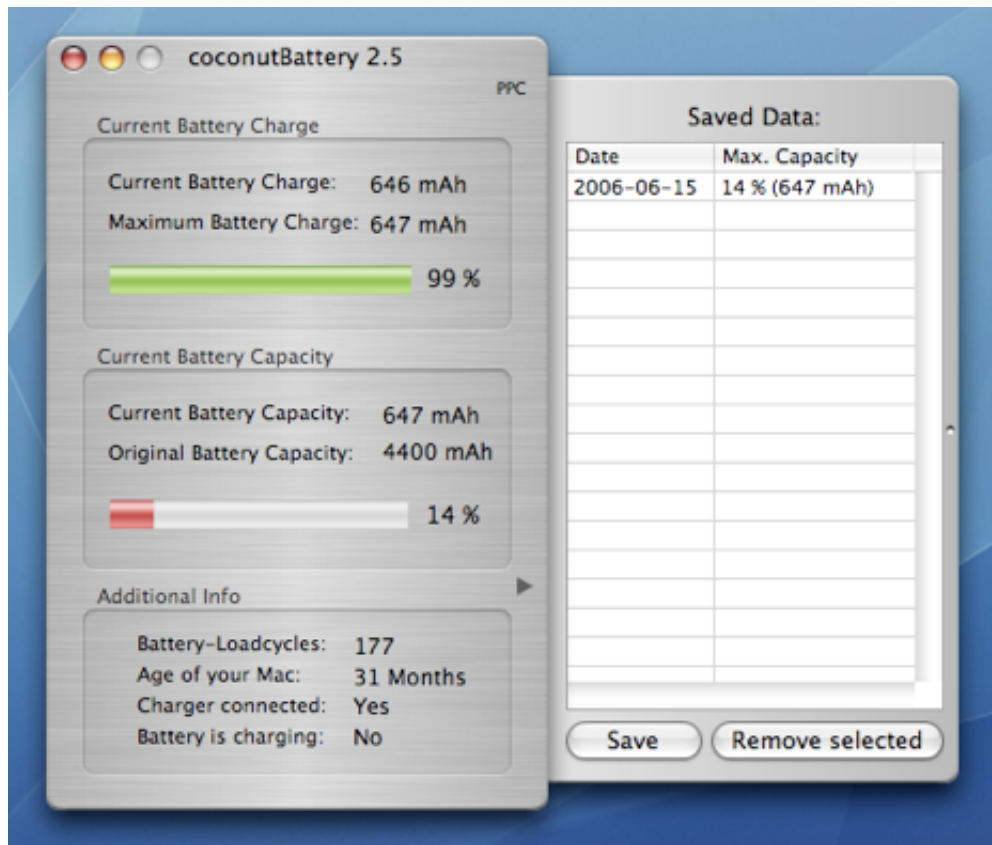 coconutBattery 2.5
PPC
Current Battery Charge
Current Battery Charge: 646 mAh
Maximum Battery Charge: 647 mAh
99 %
Current Battery Capacity
Current Battery Capacity: 647 mAh
Original Battery Capacity: 4400 mAh
14 %
Additional Info
Battery-Loadcycles: 177
Age of your Mac: 31 Months
Charger connected: Yes
Battery is charging: No
Saved Data:
Date Max. Capacity
2006-06-15 14 % (647 mAh)
Save Remove selected